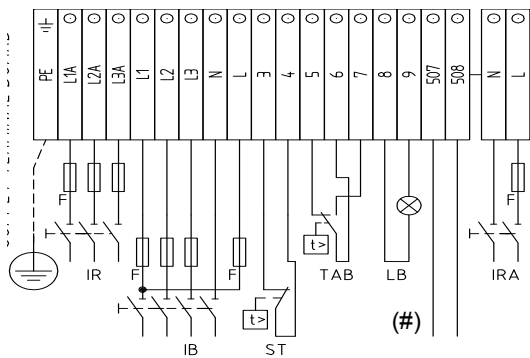 PE L1A L2A L3A L1 L2 L3 N L 3 4 5 6 7 8 9 507 508 N L
F F F F
t>
t>
IR TAB LB IRA
(#)
IB ST